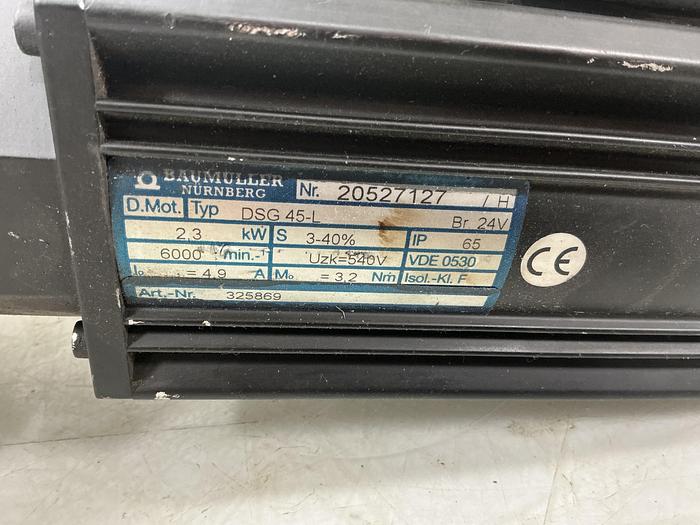 BAUMÜLLER
NÜRNBERG
Nr. 20527127 / H
D.Mot. Typ DSG 45-L Br 24V
2,3 kW S 3-40% IP 65
6000 min.-¹ Uzk=540V VDE 0530
I₀ = 4,9 A M₀ = 3,2 Nm Isol.-Kl. F
Art.-Nr. 325869
CE